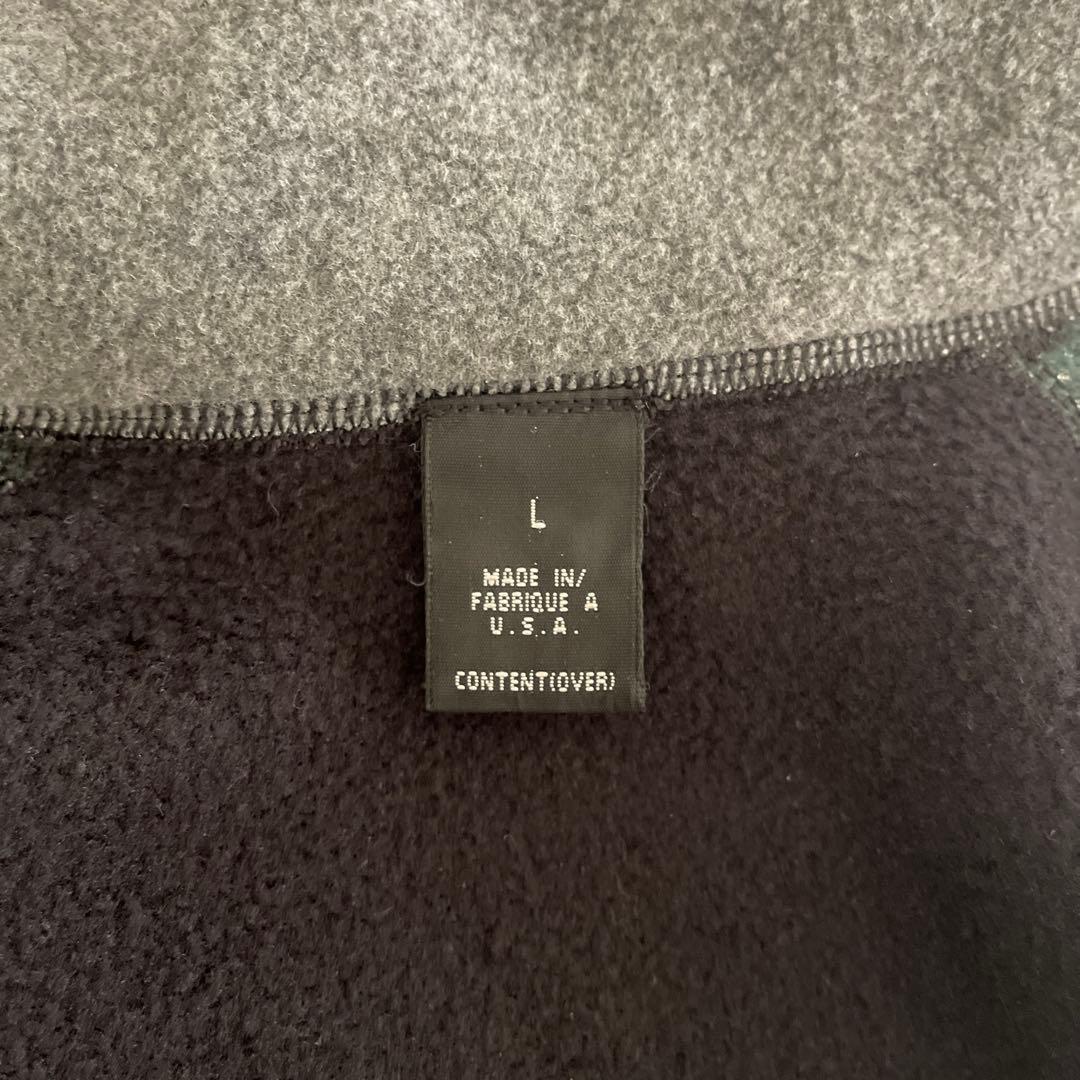 L
MADE IN/
FABRIQUE A
U.S.A.
CONTENT(OVER)